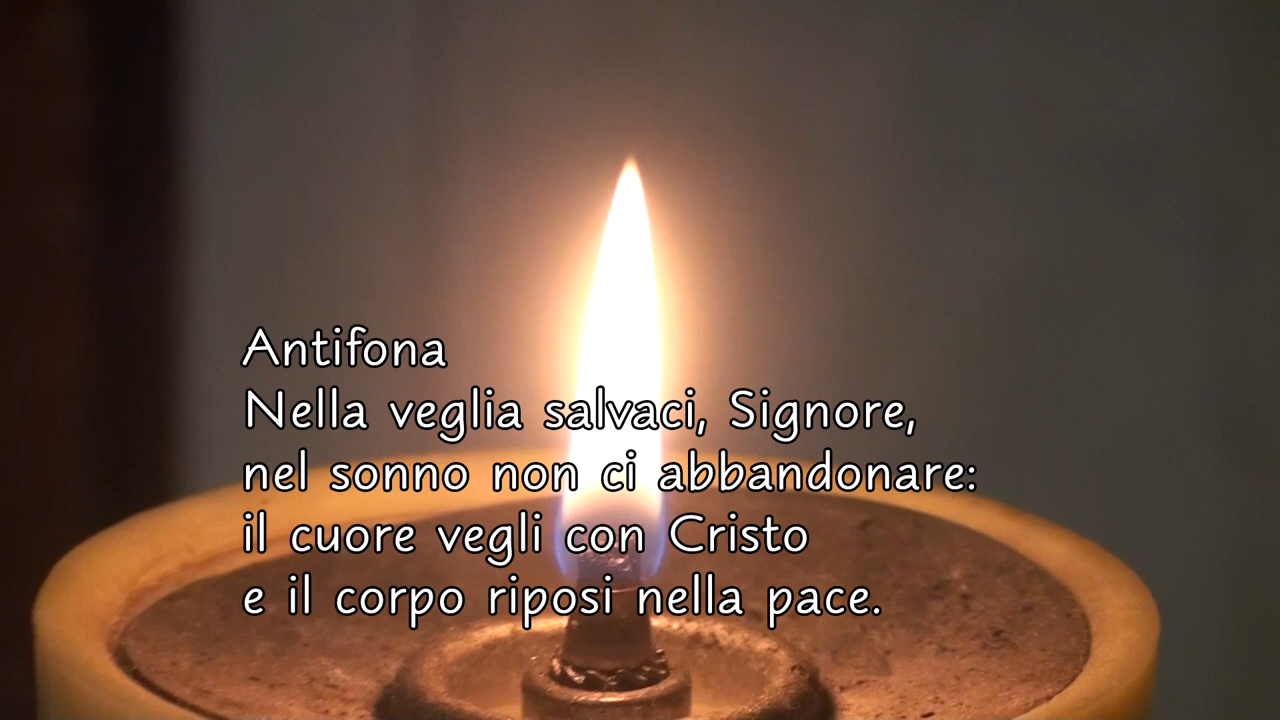 Antifona
Nella veglia salvaci, Signore,
nel sonno non ci abbandonare:
il cuore vegli con Cristo
e il corpo riposi nella pace.